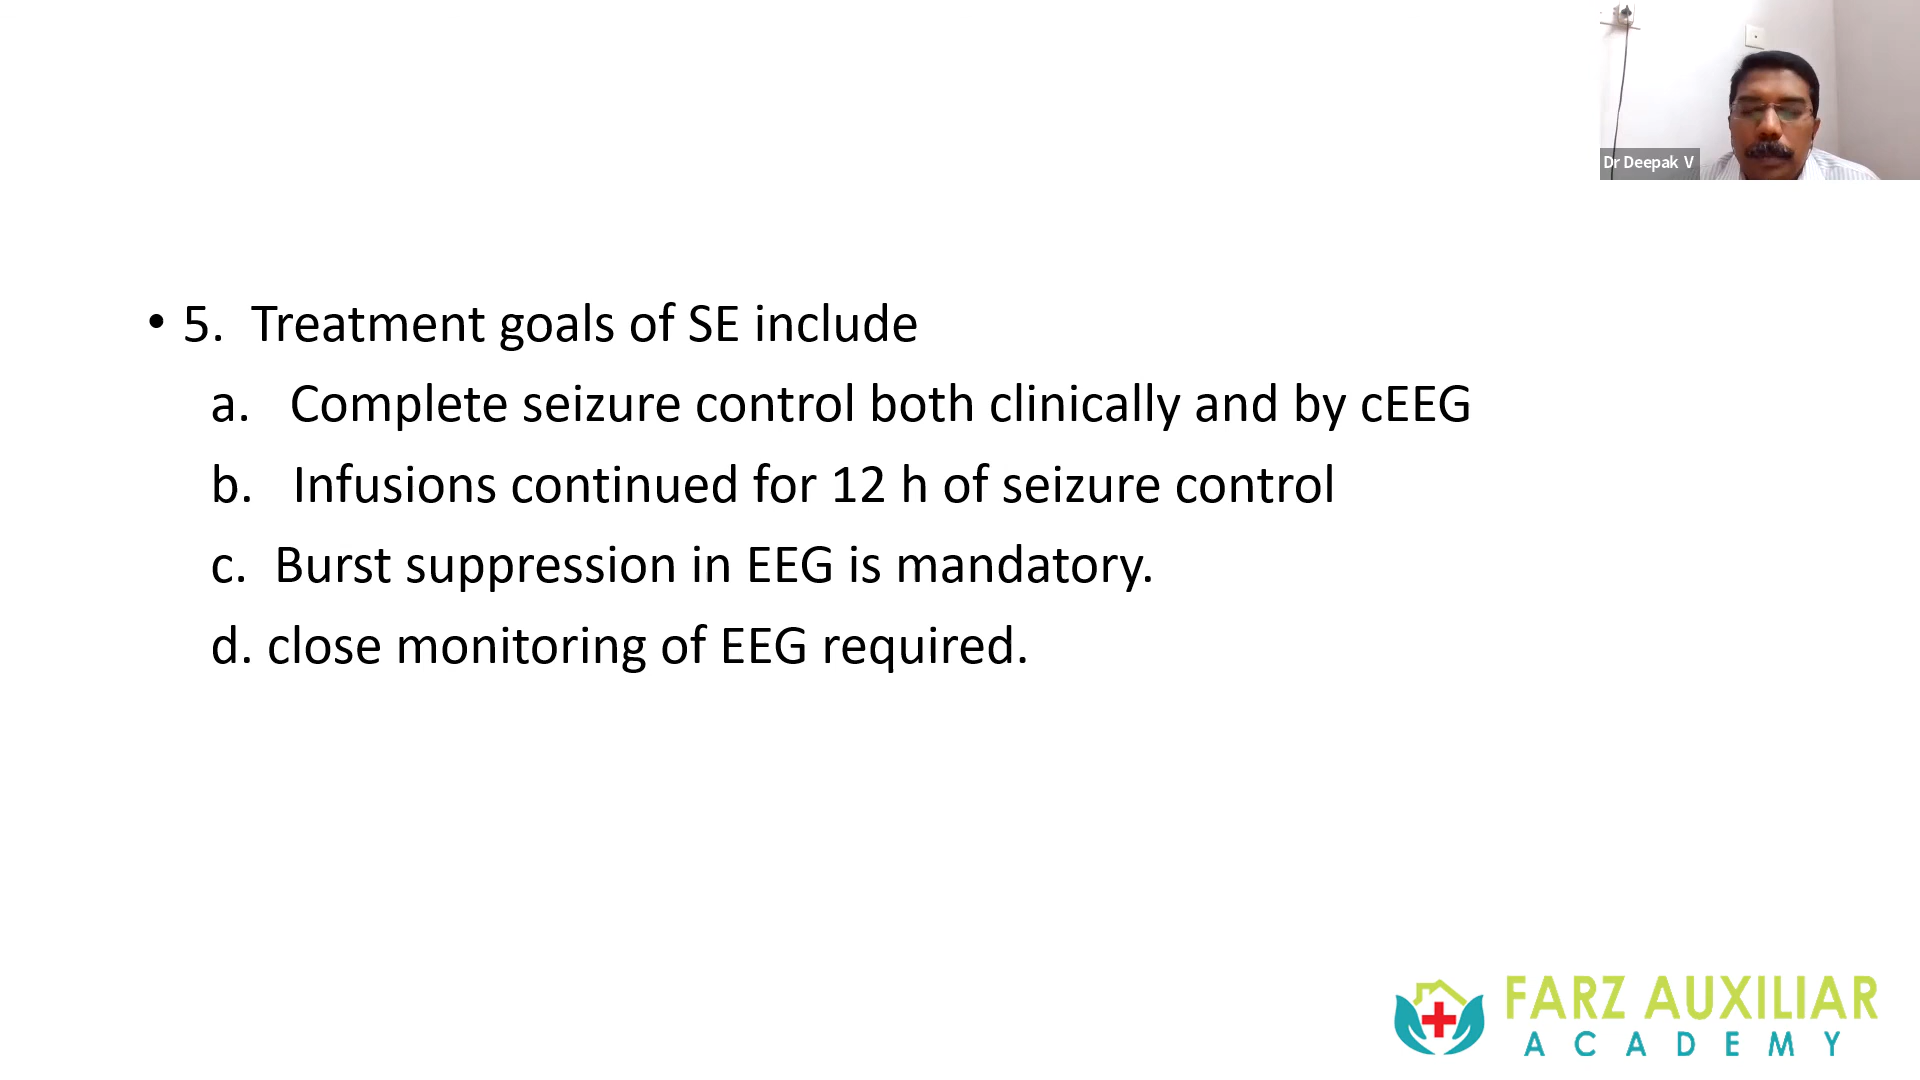 Dr Deepak V
• 5. Treatment goals of SE include
a. Complete seizure control both clinically and by cEEG
b. Infusions continued for 12 h of seizure control
c. Burst suppression in EEG is mandatory.
d. close monitoring of EEG required.
FARZ AUXILIAR
ACADEMY